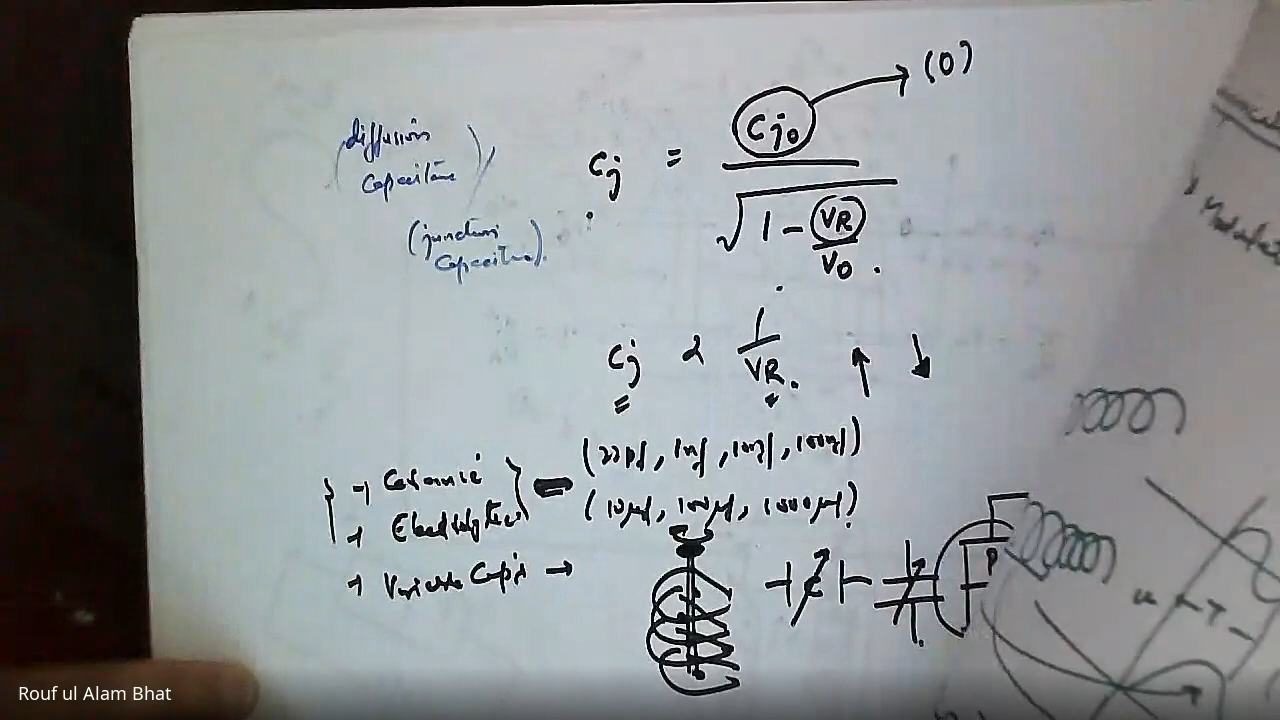 (diffusion
capacitance)
(junction
capacitance).
Cj = Cj0 / √(1 - VR/V0) .
→ (0)
Cj ∝ 1/VR . ↑ ↓
→ Ceramic = (22pf, 1nf, 10nf, 100nf)
→ Electrolytic (10μf, 100μf, 1000μf)
→ Variable Cap →
P
Rouf ul Alam Bhat